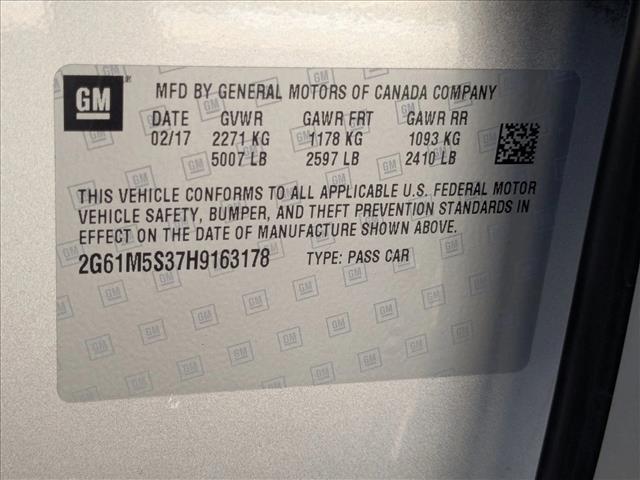 GM
MFD BY GENERAL MOTORS OF CANADA COMPANY
DATE GVWR GAWR FRT GAWR RR
02/17 2271 KG 1178 KG 1093 KG
5007 LB 2597 LB 2410 LB
THIS VEHICLE CONFORMS TO ALL APPLICABLE U.S. FEDERAL MOTOR
VEHICLE SAFETY, BUMPER, AND THEFT PREVENTION STANDARDS IN
EFFECT ON THE DATE OF MANUFACTURE SHOWN ABOVE.
2G61M5S37H9163178 TYPE: PASS CAR